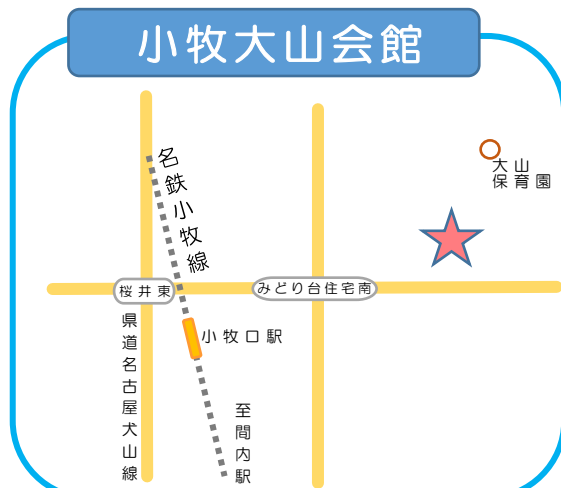 小牧大山会館
名鉄小牧線
大山
保育園
桜井東
みどり台住宅南
小牧口駅
県道名古屋犬山線
至間内駅